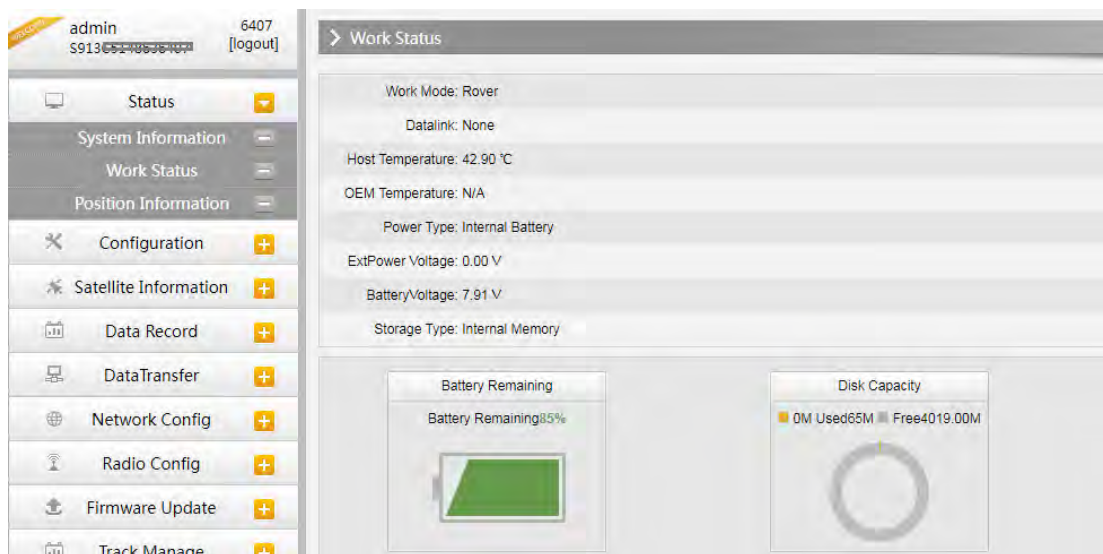 admin
6407
S913
[logout]
Status
System Information
Work Status
Position Information
Configuration
Satellite Information
Data Record
DataTransfer
Network Config
Radio Config
Firmware Update
Track Manage
Work Status
Work Mode: Rover
Datalink: None
Host Temperature: 42.90 °C
OEM Temperature: N/A
Power Type: Internal Battery
ExtPower Voltage: 0.00 V
BatteryVoltage: 7.91 V
Storage Type: Internal Memory
Battery Remaining
Battery Remaining85%
Disk Capacity
0M Used65M Free4019.00M